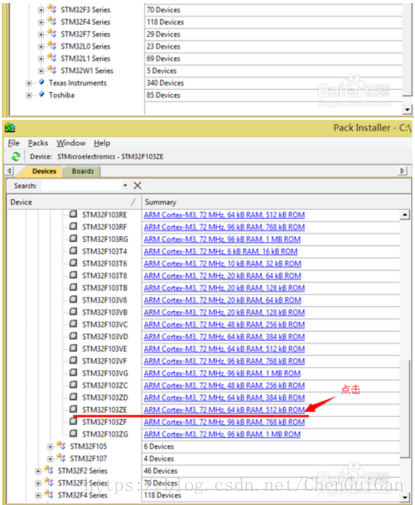 STM32F3 Series 70 Devices
STM32F4 Series 118 Devices
STM32F7 Series 29 Devices
STM32L0 Series 23 Devices
STM32L1 Series 69 Devices
STM32W1 Series 5 Devices
Texas Instruments 340 Devices
Toshiba 85 Devices
Pack Installer - C:\
File Packs Window Help
Device: STMicroelectronics - STM32F103ZE
Devices Boards
Search:
Device Summary
STM32F103RE ARM Cortex-M3, 72 MHz, 64 kB RAM, 512 kB ROM
STM32F103RF ARM Cortex-M3, 72 MHz, 96 kB RAM, 768 kB ROM
STM32F103RG ARM Cortex-M3, 72 MHz, 96 kB RAM, 1 MB ROM
STM32F103T4 ARM Cortex-M3, 72 MHz, 6 kB RAM, 16 kB ROM
STM32F103T6 ARM Cortex-M3, 72 MHz, 10 kB RAM, 32 kB ROM
STM32F103T8 ARM Cortex-M3, 72 MHz, 20 kB RAM, 64 kB ROM
STM32F103TB ARM Cortex-M3, 72 MHz, 20 kB RAM, 128 kB ROM
STM32F103V8 ARM Cortex-M3, 72 MHz, 20 kB RAM, 64 kB ROM
STM32F103VB ARM Cortex-M3, 72 MHz, 20 kB RAM, 128 kB ROM
STM32F103VC ARM Cortex-M3, 72 MHz, 48 kB RAM, 256 kB ROM
STM32F103VD ARM Cortex-M3, 72 MHz, 64 kB RAM, 384 kB ROM
STM32F103VE ARM Cortex-M3, 72 MHz, 64 kB RAM, 512 kB ROM
STM32F103VF ARM Cortex-M3, 72 MHz, 96 kB RAM, 768 kB ROM
STM32F103VG ARM Cortex-M3, 72 MHz, 96 kB RAM, 1 MB ROM
STM32F103ZC ARM Cortex-M3, 72 MHz, 48 kB RAM, 256 kB ROM
点击
STM32F103ZD ARM Cortex-M3, 72 MHz, 64 kB RAM, 384 kB ROM
STM32F103ZE ARM Cortex-M3, 72 MHz, 64 kB RAM, 512 kB ROM
STM32F103ZF ARM Cortex-M3, 72 MHz, 96 kB RAM, 768 kB ROM
STM32F103ZG ARM Cortex-M3, 72 MHz, 96 kB RAM, 1 MB ROM
STM32F105 6 Devices
STM32F107 4 Devices
STM32F2 Series 46 Devices
STM32F3 Series 70 Devices
STM32F4 Series 118 Devices
https://blog.csdn.net/ChenGuiGan